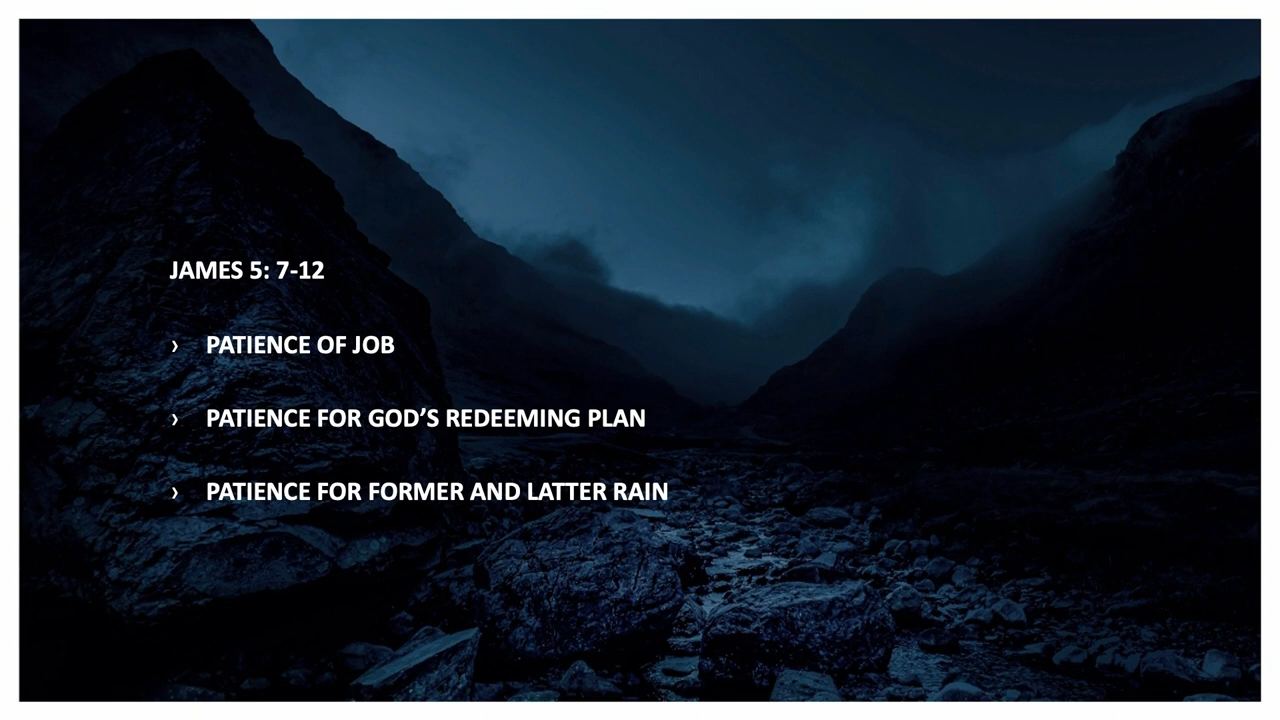 JAMES 5: 7-12
› PATIENCE OF JOB
› PATIENCE FOR GOD’S REDEEMING PLAN
› PATIENCE FOR FORMER AND LATTER RAIN